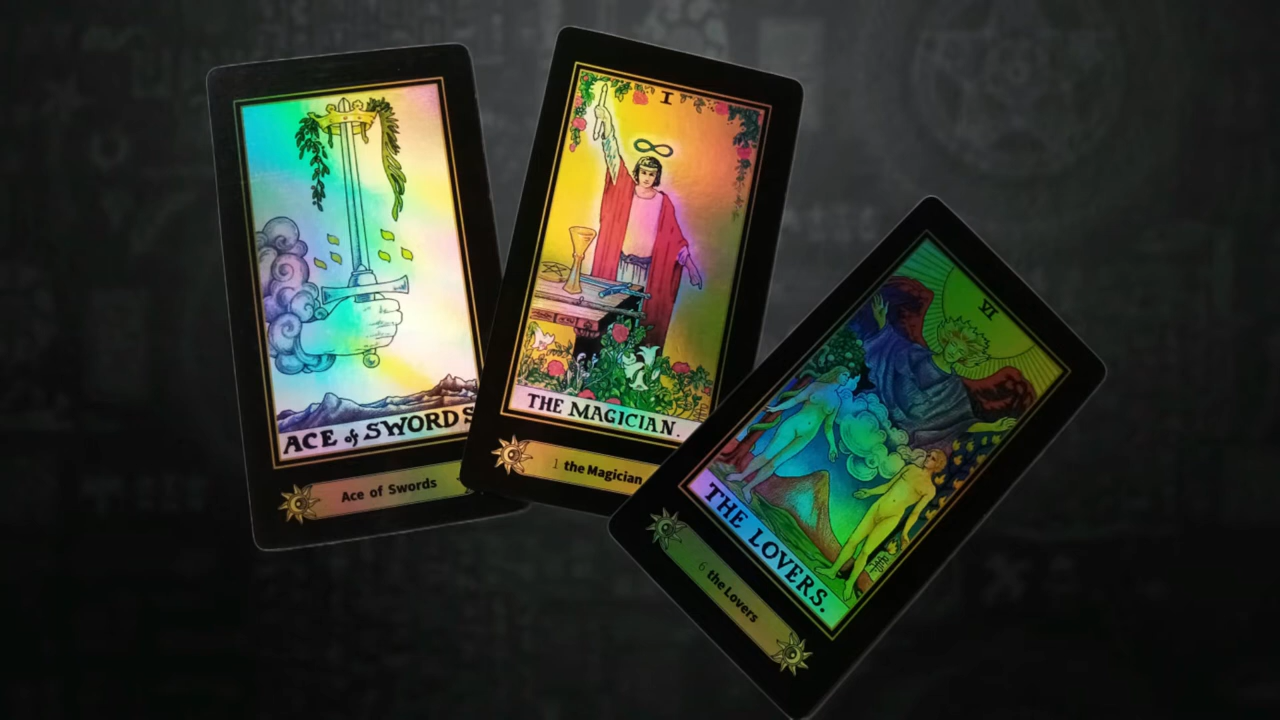 ACE of SWORDS
Ace of Swords
I
THE MAGICIAN.
1 the Magician
VI
THE LOVERS.
6 the Lovers